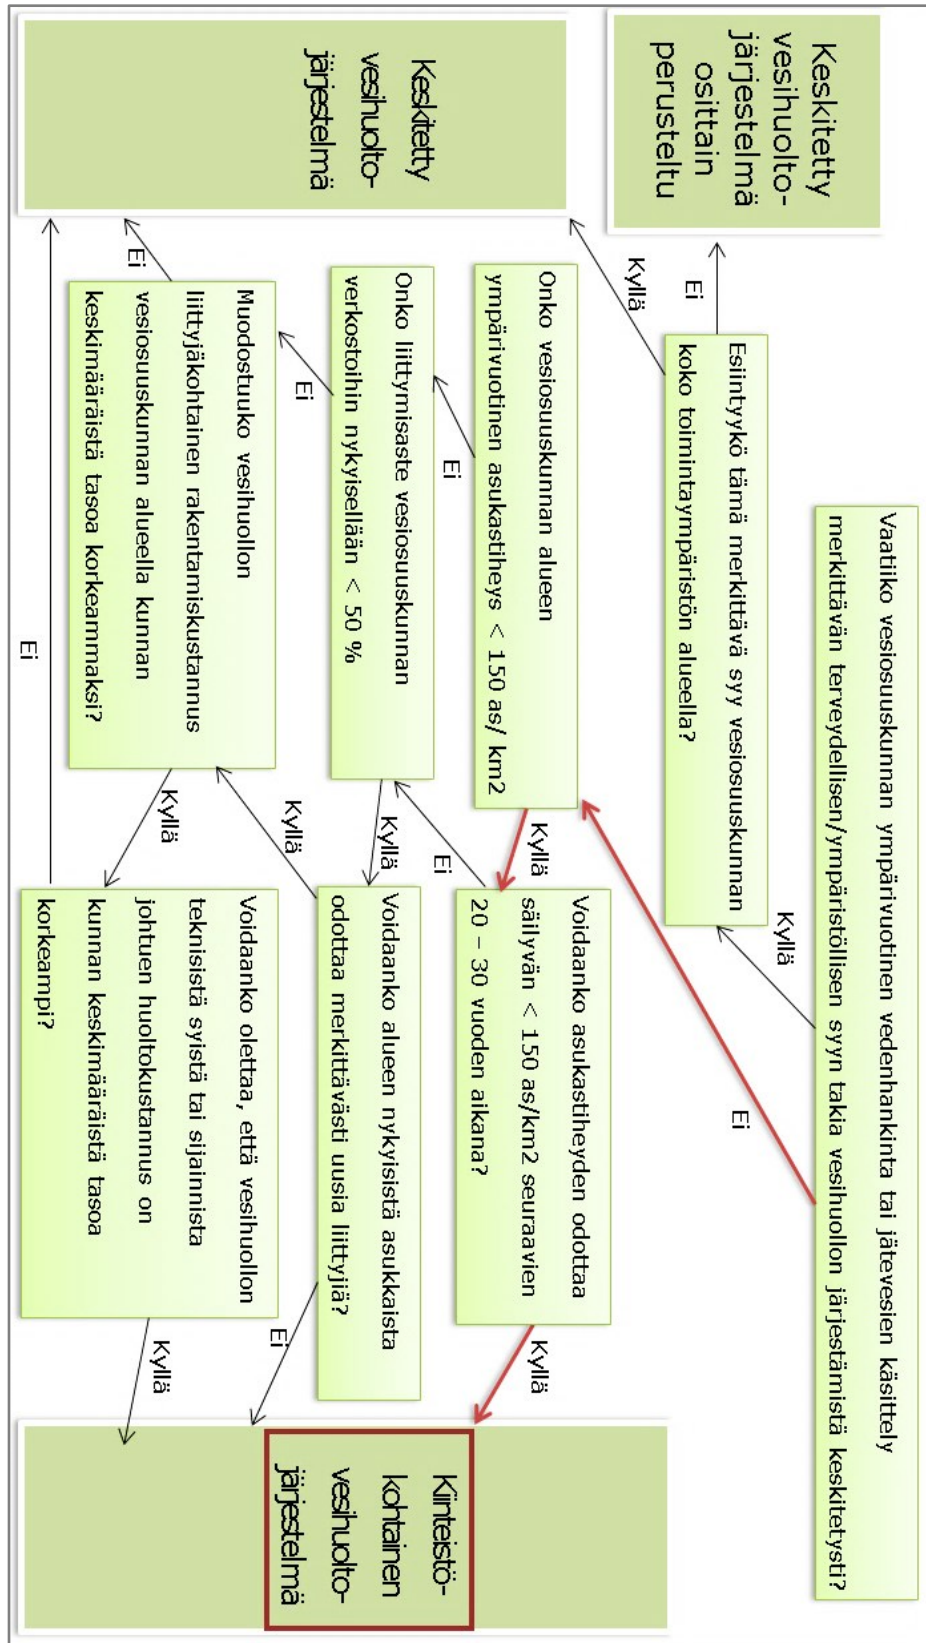 Vaatiiko vesiosuuskunnan ympärivuotinen vedenhankinta tai jätevesien käsittely
merkittävän terveydellisen/ympäristöllisen syyn takia vesihuollon järjestämistä keskitetysti?
Kyllä
Ei
Keskitetty
vesihuolto-
järjestelmä
osittain
perusteltu
Ei
Esiintyykö tämä merkittävä syy vesiosuuskunnan
koko toimintaympäristön alueella?
Kyllä
Onko vesiosuuskunnan alueen
ympärivuotinen asukastiheys < 150 as/ km2
Kyllä
Ei
Voidaanko asukastiheyden odottaa
säilyvän < 150 as/km2 seuraavien
20 – 30 vuoden aikana?
Kyllä
Ei
Keskitetty
vesihuolto-
järjestelmä
Onko liittymisaste vesiosuuskunnan
verkostoihin nykyisellään < 50 %
Kyllä
Ei
Voidaanko alueen nykyisistä asukkaista
odottaa merkittävästi uusia liittyjiä?
Kyllä
Ei
Kiinteistö-
kohtainen
vesihuolto-
järjestelmä
Ei
Muodostuuko vesihuollon
liittyjäkohtainen rakentamiskustannus
vesiosuuskunnan alueella kunnan
keskimääräistä tasoa korkeammaksi?
Kyllä
Voidaanko olettaa, että vesihuollon
teknisistä syistä tai sijainnista
johtuen huoltokustannus on
kunnan keskimääräistä tasoa
korkeampi?
Kyllä
Ei